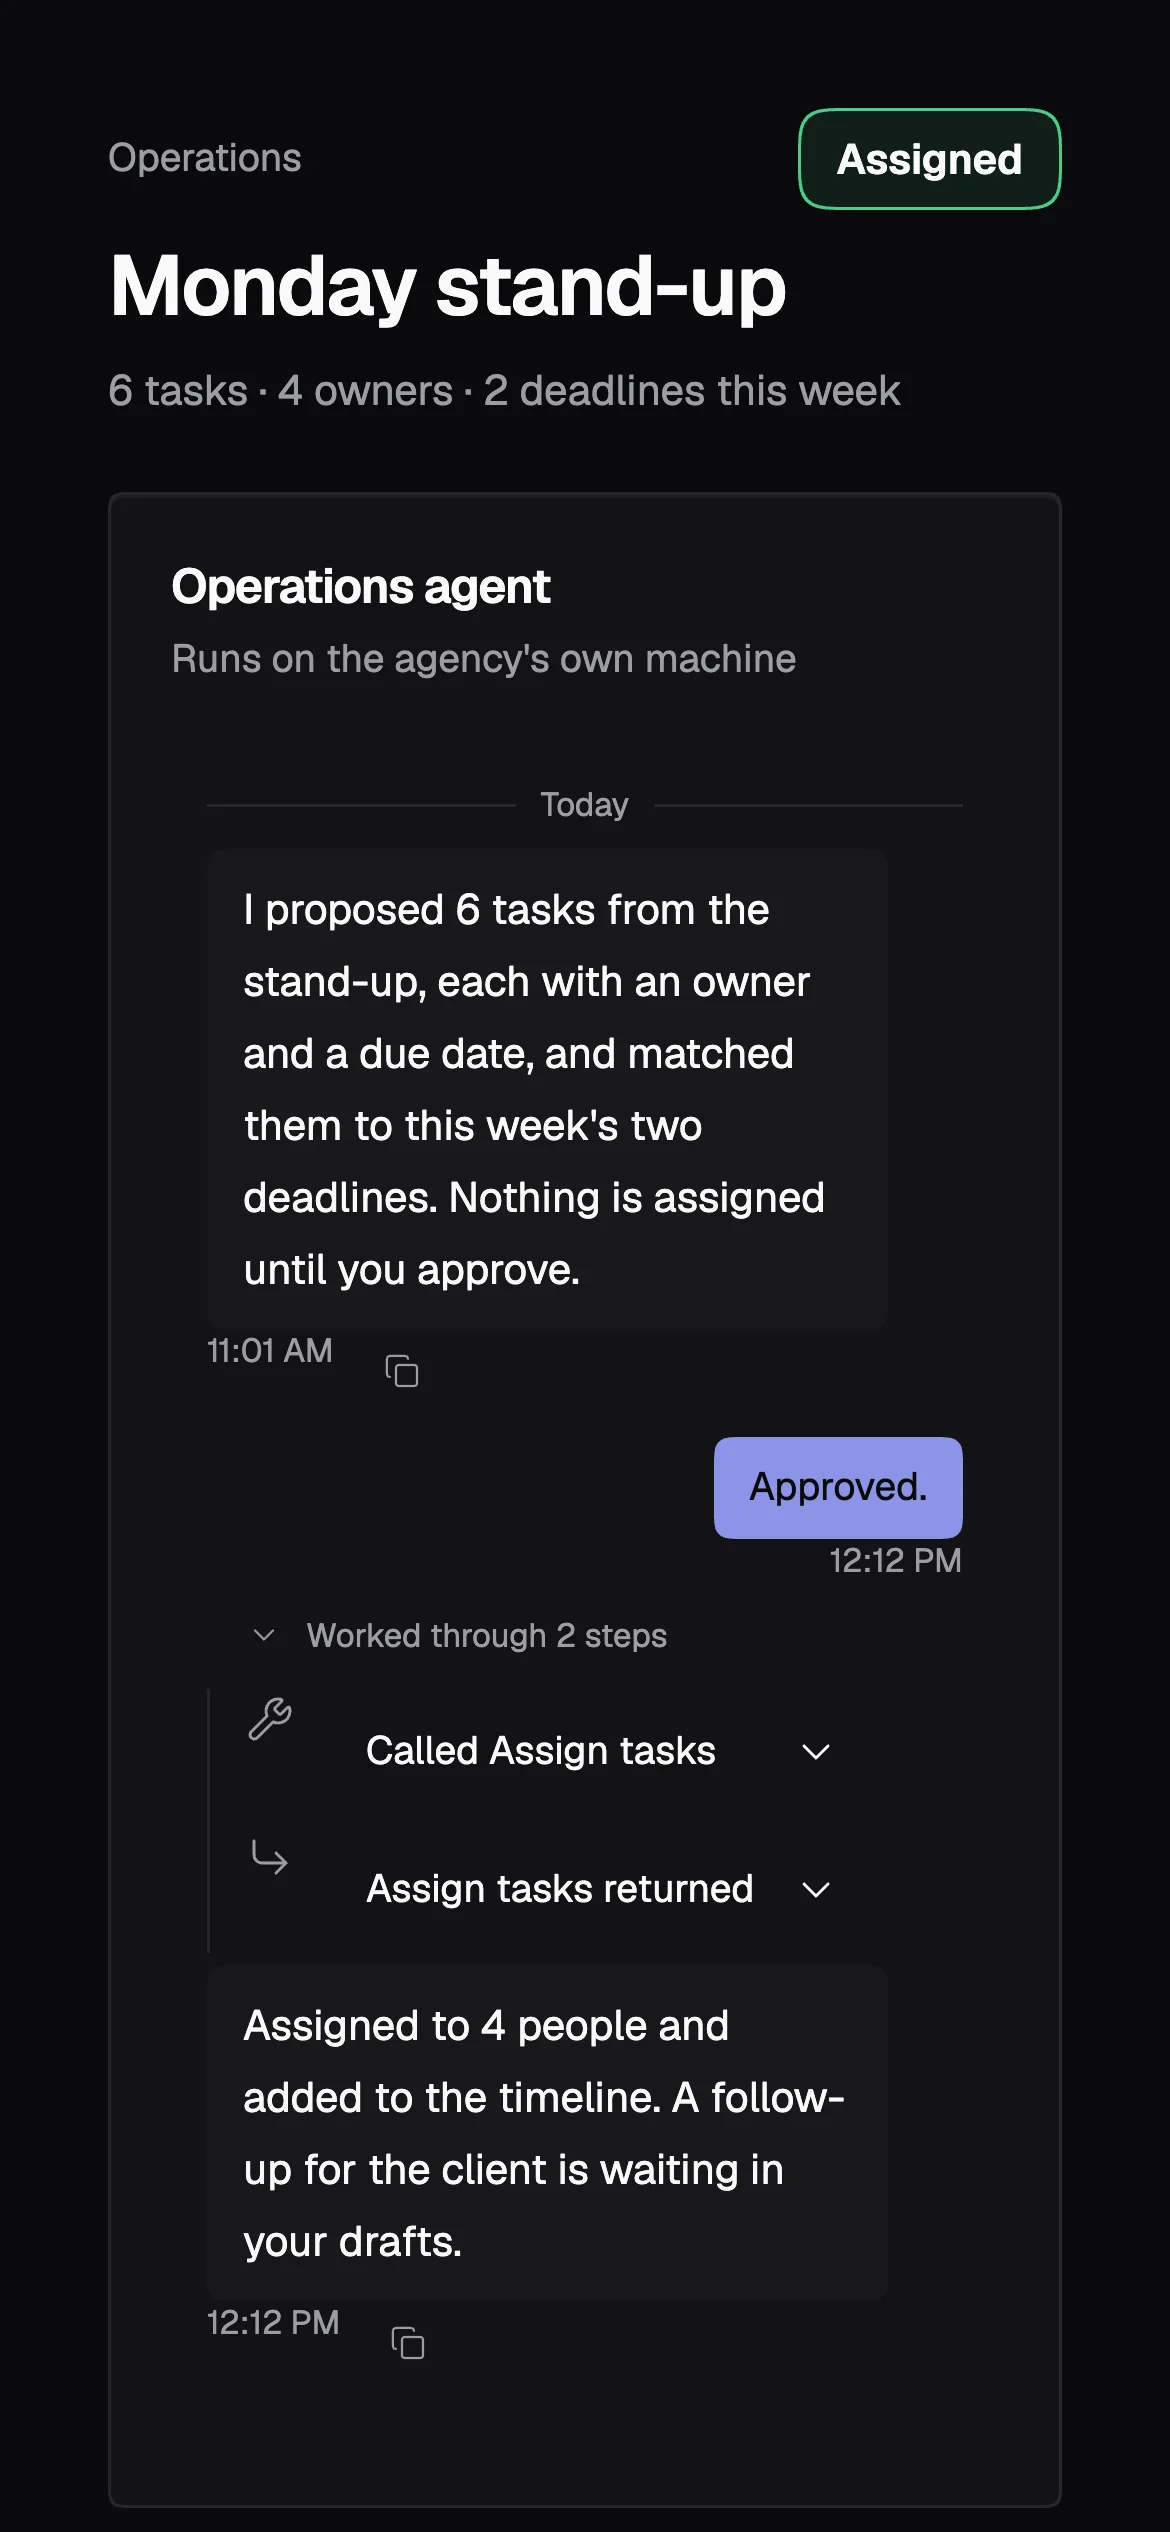 Operations
Assigned
Monday stand-up
6 tasks · 4 owners · 2 deadlines this week
Operations agent
Runs on the agency's own machine
Today
I proposed 6 tasks from the
stand-up, each with an owner
and a due date, and matched
them to this week's two
deadlines. Nothing is assigned
until you approve.
11:01 AM
Approved.
12:12 PM
Worked through 2 steps
Called Assign tasks
Assign tasks returned
Assigned to 4 people and
added to the timeline. A follow-
up for the client is waiting in
your drafts.
12:12 PM